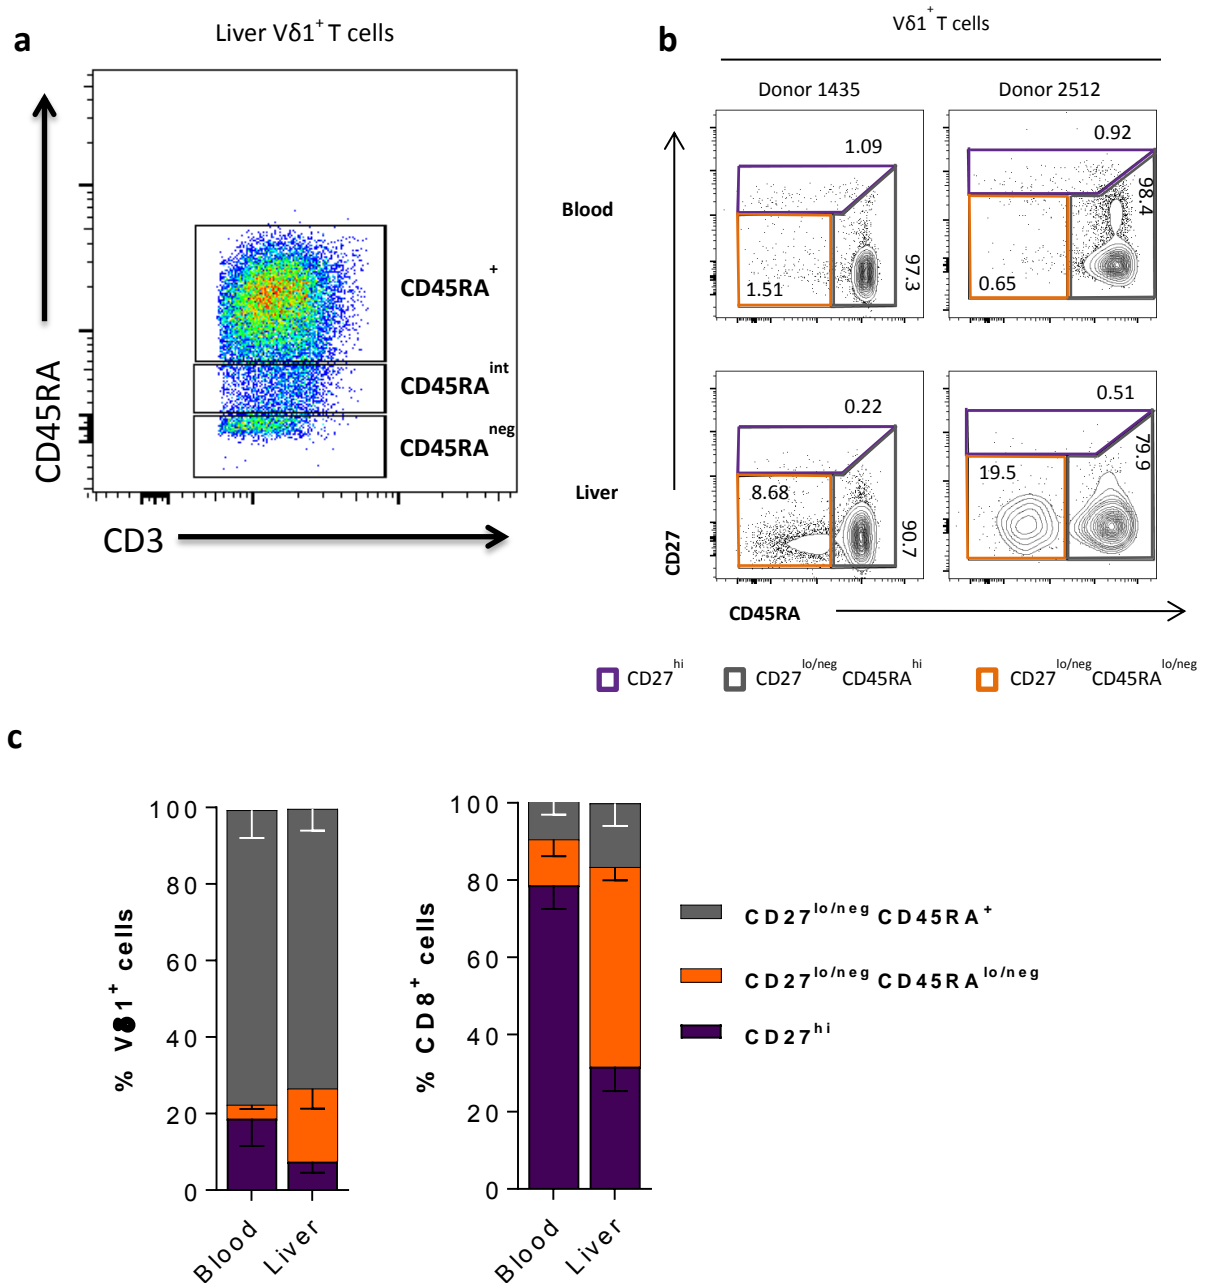 a
Liver Vδ1+ T cells
CD45RA
CD45RA+
CD45RAint
CD45RAneg
CD3
b
Vδ1+ T cells
Donor 1435
Donor 2512
Blood
1.09
97.3
1.51
0.92
98.4
0.65
Liver
0.22
8.68
90.7
0.51
19.5
79.9
CD27
CD45RA
CD27hi
CD27lo/neg CD45RAhi
CD27lo/neg CD45RAlo/neg
c
% Vδ1+ cells
100
80
60
40
20
0
Blood
Liver
% CD8+ cells
100
80
60
40
20
0
Blood
Liver
CD27lo/neg CD45RA+
CD27lo/neg CD45RAlo/neg
CD27hi